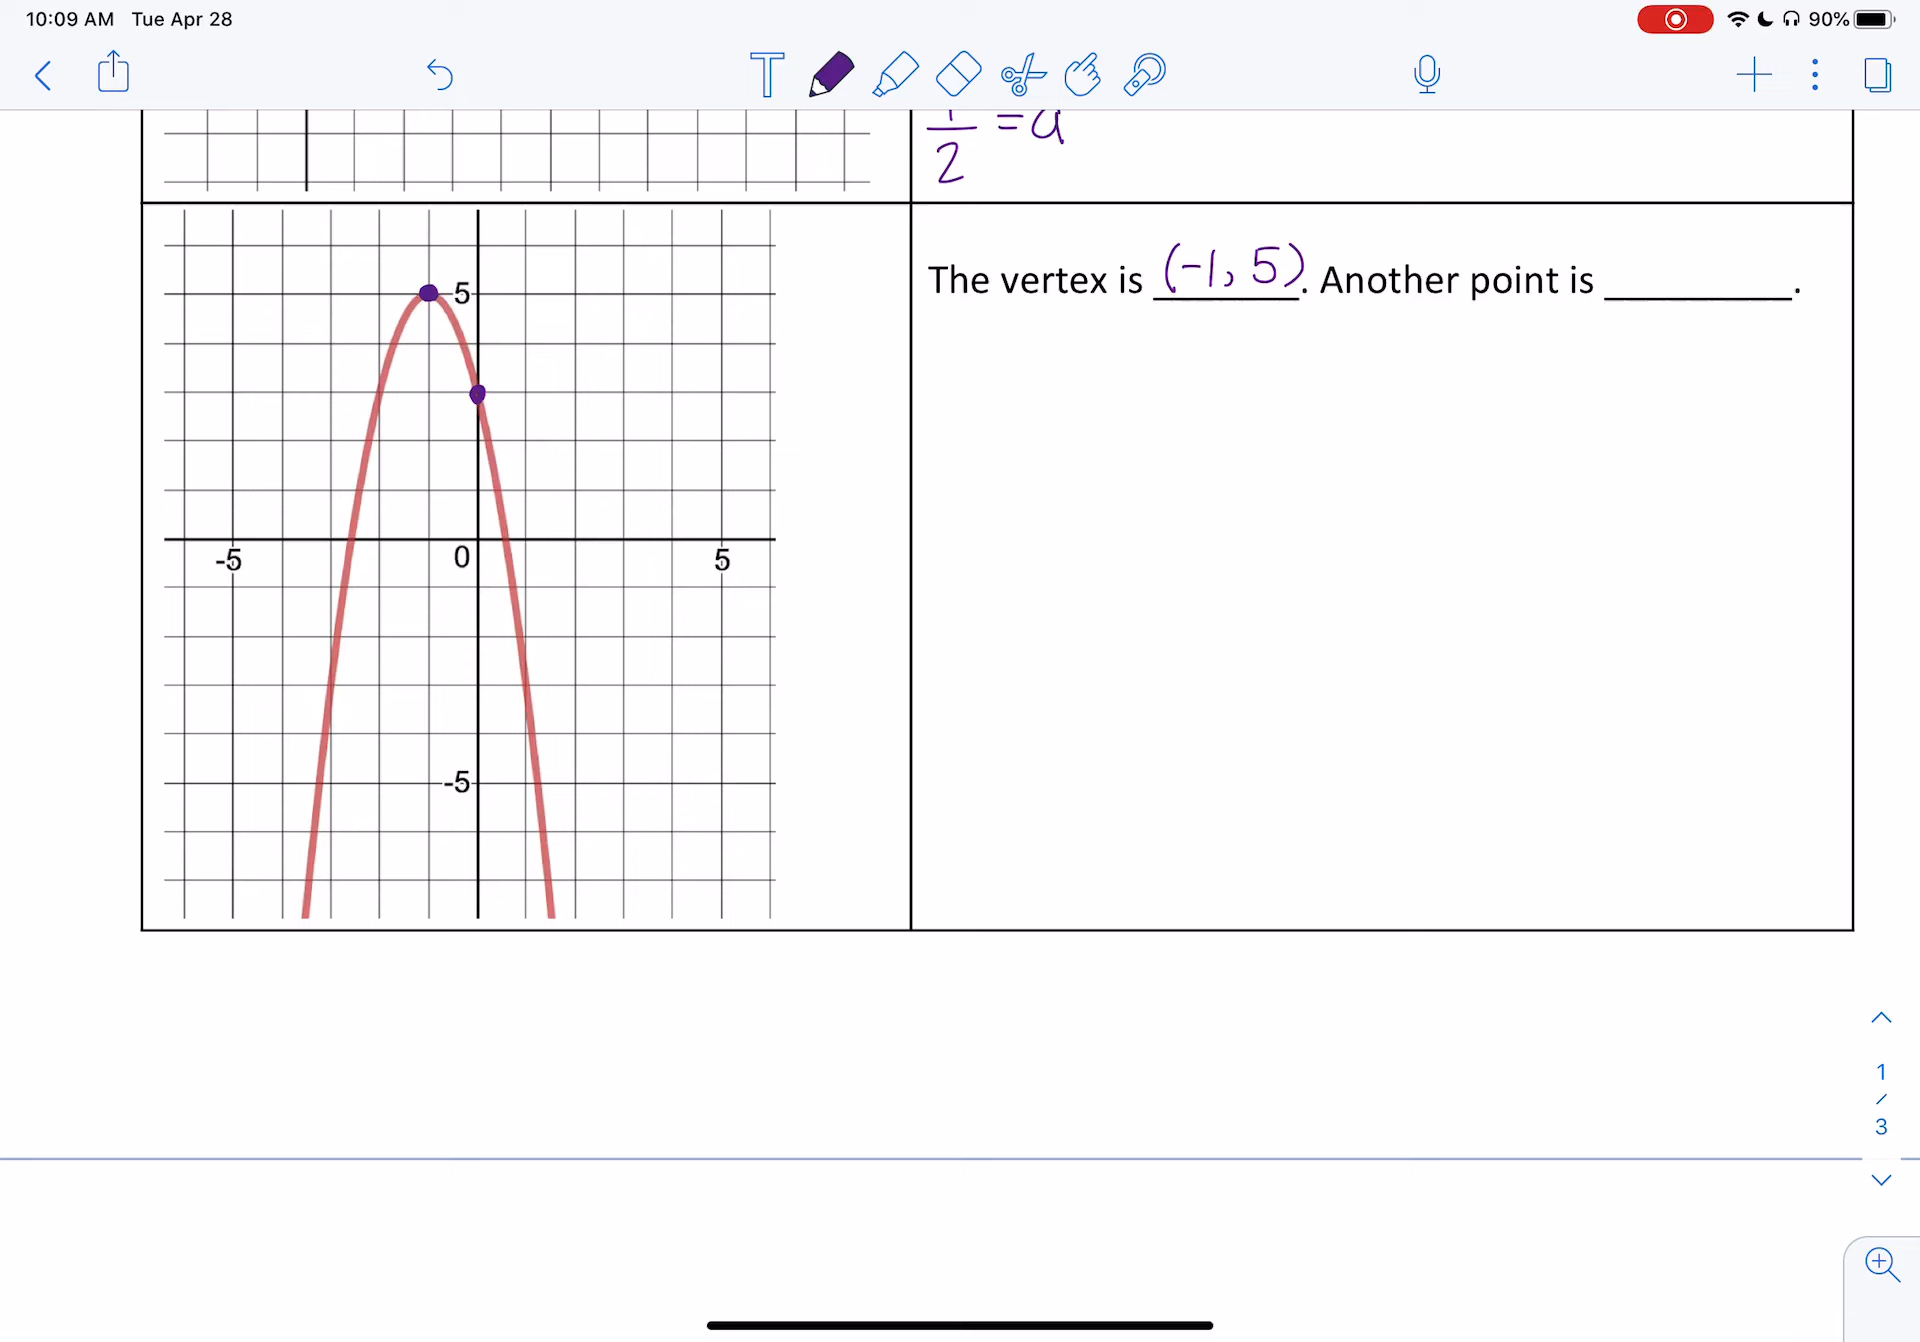 10:09 AM Tue Apr 28
90%
T
= a
2
The vertex is (-1, 5). Another point is ________.
5
-5 0 5
-5
1
/
3